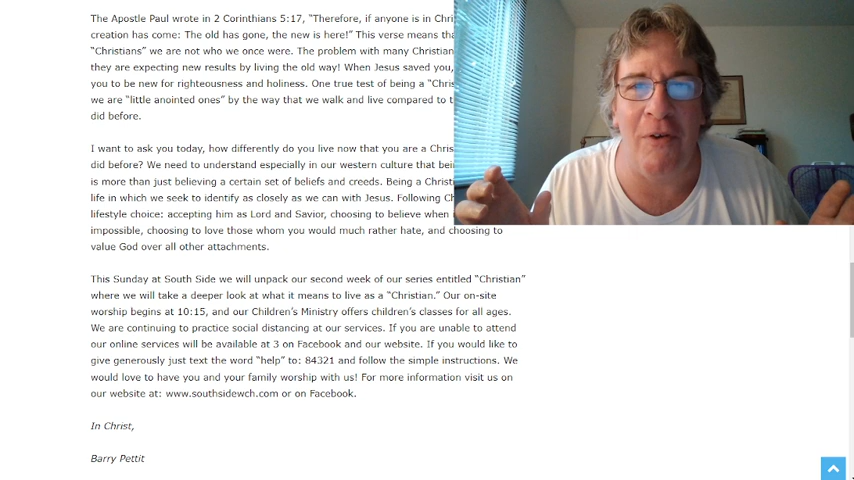 The Apostle Paul wrote in 2 Corinthians 5:17, “Therefore, if anyone is in Chri
creation has come: The old has gone, the new is here!” This verse means tha
“Christians” we are not who we once were. The problem with many Christian
they are expecting new results by living the old way! When Jesus saved you,
you to be new for righteousness and holiness. One true test of being a “Chris
we are “little anointed ones” by the way that we walk and live compared to t
did before.
I want to ask you today, how differently do you live now that you are a Chris
did before? We need to understand especially in our western culture that bei
is more than just believing a certain set of beliefs and creeds. Being a Christi
life in which we seek to identify as closely as we can with Jesus. Following Ch
lifestyle choice: accepting him as Lord and Savior, choosing to believe when
impossible, choosing to love those whom you would much rather hate, and choosing to
value God over all other attachments.
This Sunday at South Side we will unpack our second week of our series entitled “Christian”
where we will take a deeper look at what it means to live as a “Christian.” Our on-site
worship begins at 10:15, and our Children’s Ministry offers children’s classes for all ages.
We are continuing to practice social distancing at our services. If you are unable to attend
our online services will be available at 3 on Facebook and our website. If you would like to
give generously just text the word “help” to: 84321 and follow the simple instructions. We
would love to have you and your family worship with us! For more information visit us on
our website at: www.southsidewch.com or on Facebook.
In Christ,
Barry Pettit